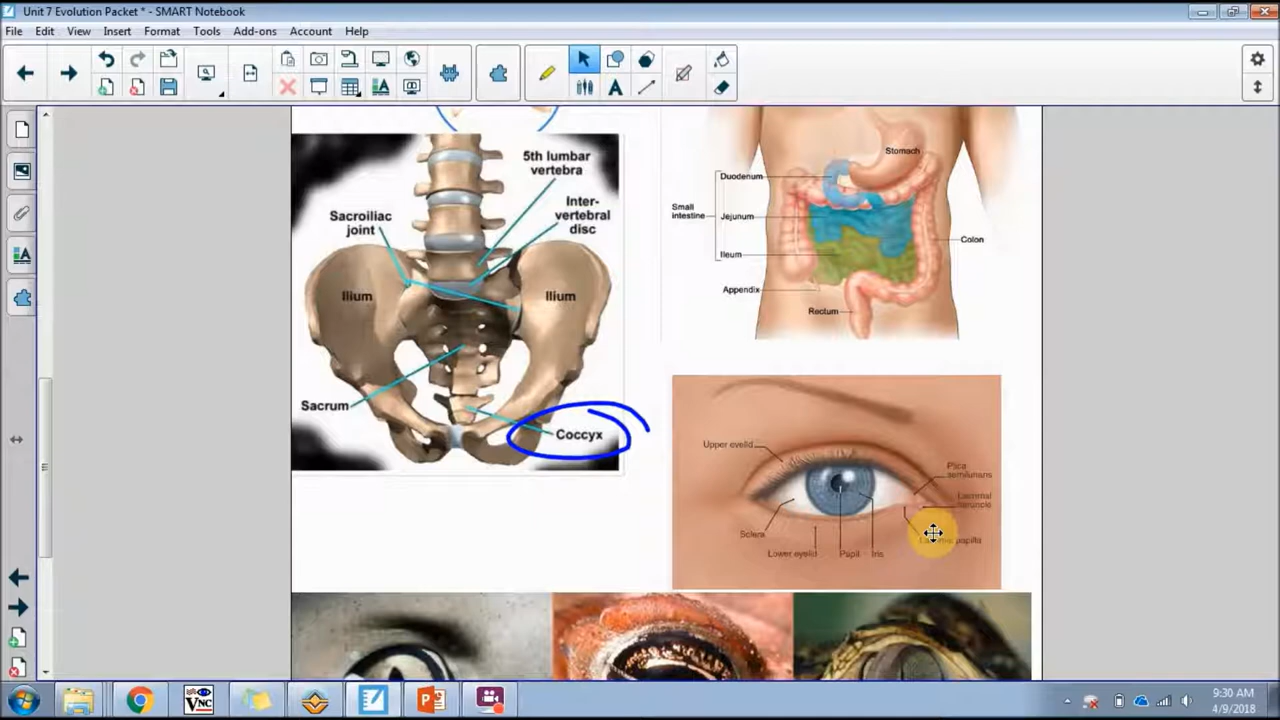 Unit 7 Evolution Packet * - SMART Notebook
File Edit View Insert Format Tools Add-ons Account Help
5th lumbar
vertebra
Inter-
vertebral
disc
Sacroiliac
joint
Ilium
Ilium
Sacrum
Coccyx
Stomach
Duodenum
Small
intestine
Jejunum
Colon
Ileum
Appendix
Rectum
Upper eyelid
Plica
semilunaris
Lacrimal
caruncle
Sclera
papilla
Lower eyelid
Pupil
Iris
VNC
9:30 AM
4/9/2018